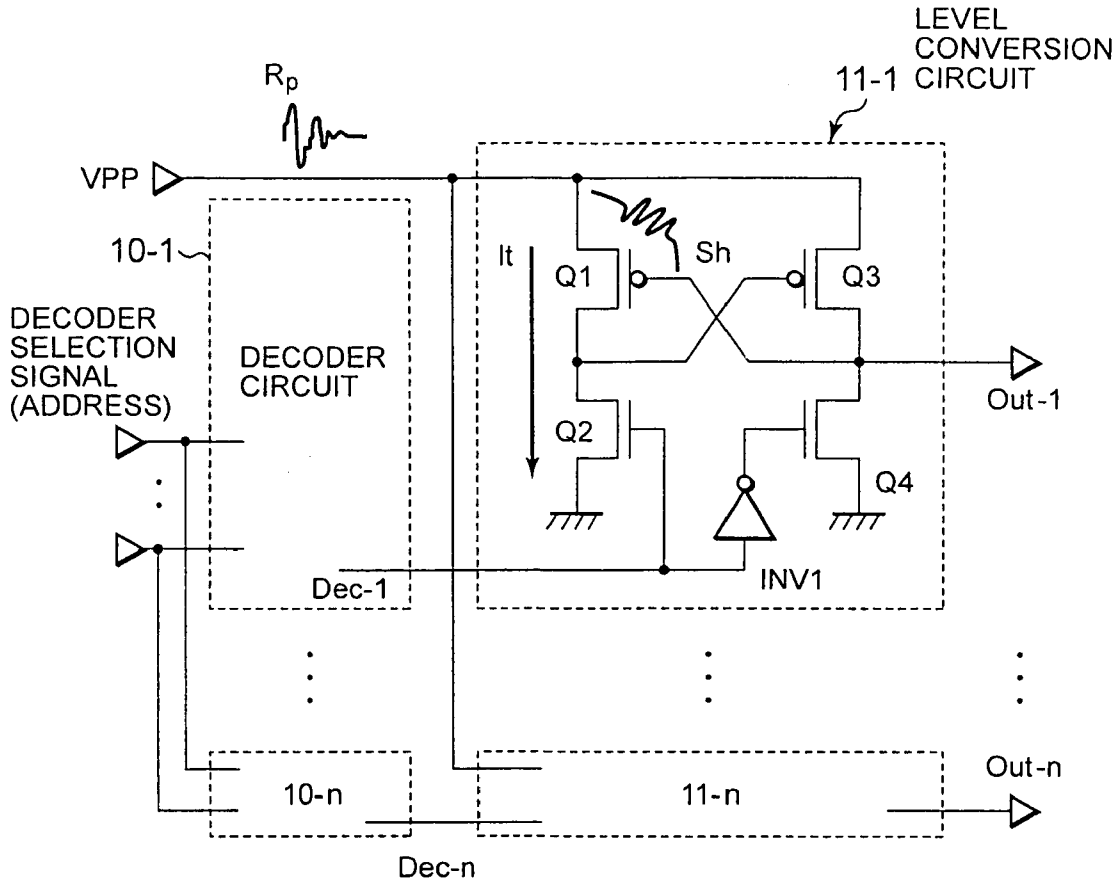 LEVEL
CONVERSION
CIRCUIT
11-1
Rp
VPP
10-1
It
Sh
Q1
Q3
DECODER
SELECTION
SIGNAL
(ADDRESS)
DECODER
CIRCUIT
Out-1
Q2
Q4
Dec-1
INV1
Out-n
10-n
11-n
Dec-n